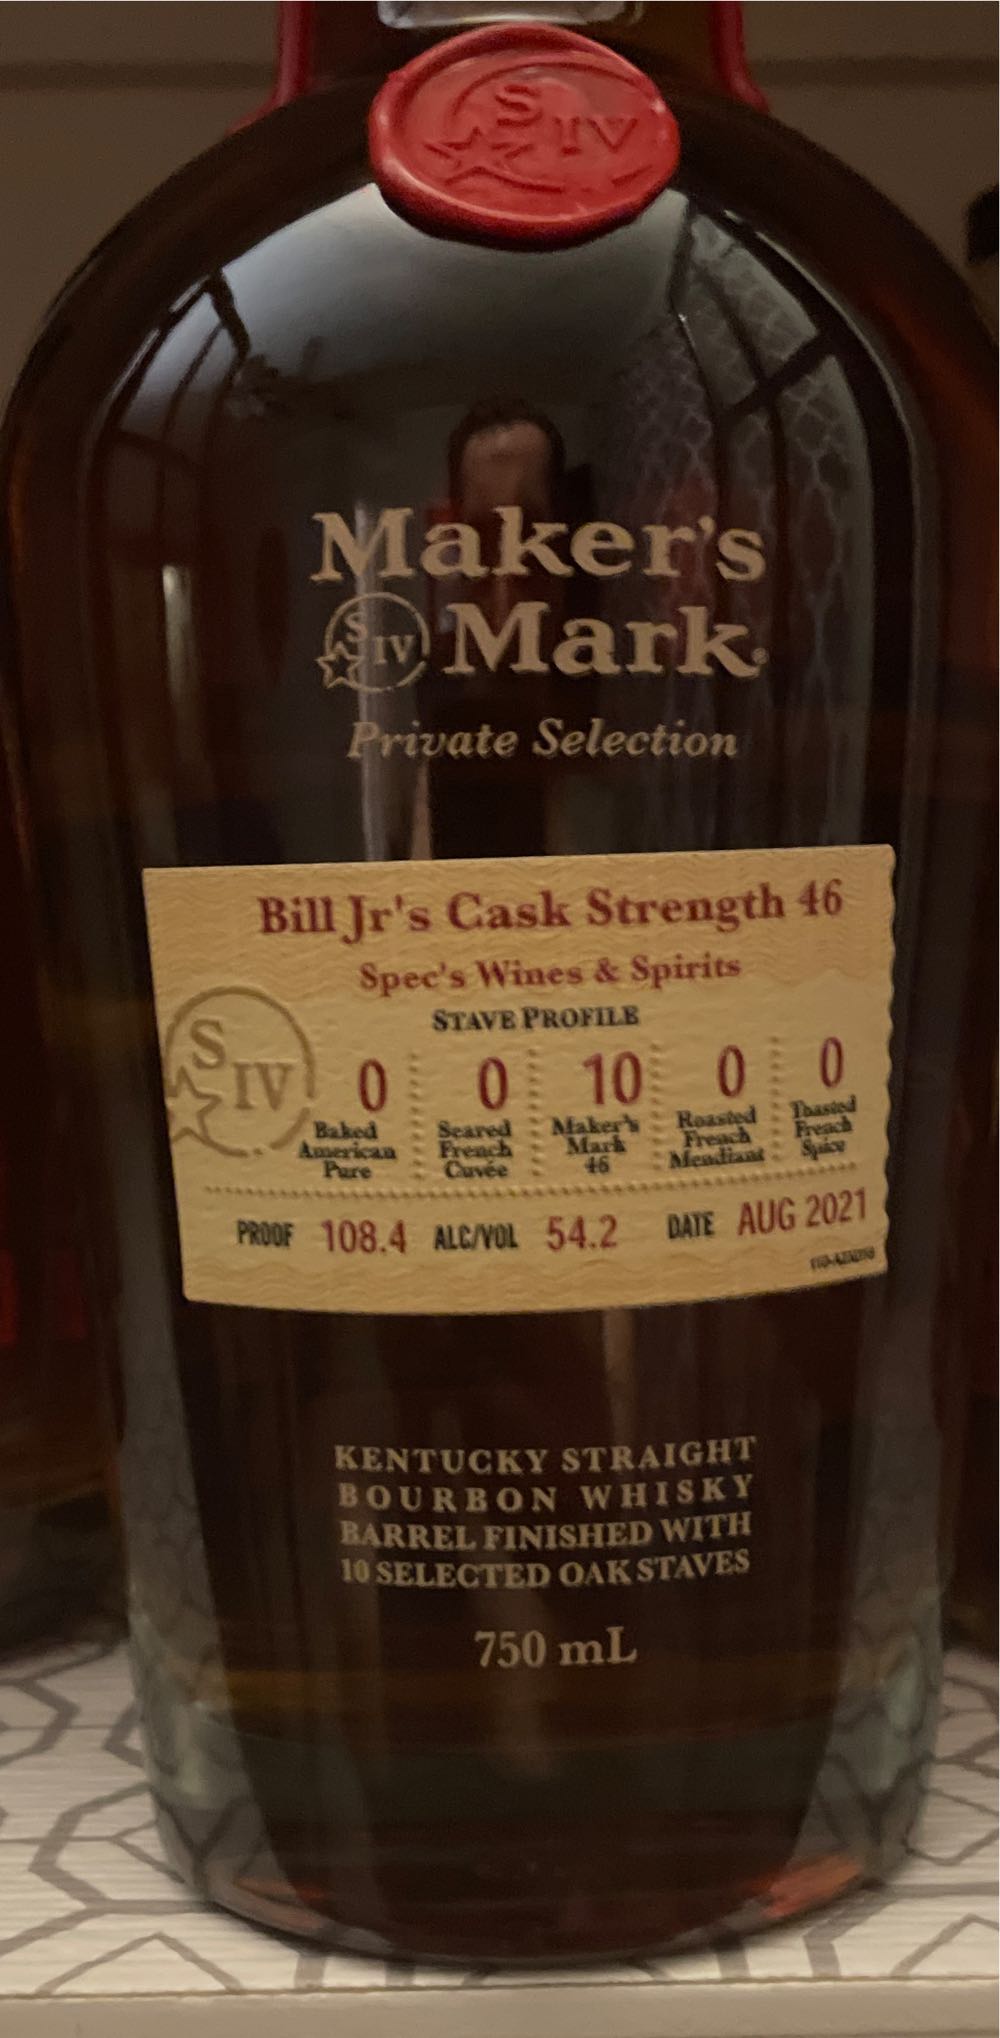 S IV
Maker's
S IV Mark®
Private Selection
Bill Jr's Cask Strength 46
Spec's Wines & Spirits
STAVE PROFILE
S IV
0 0 10 0 0
Baked American Pure
Seared French Cuvée
Maker's Mark 46
Roasted French Mendiant
Toasted French Spice
PROOF 108.4 ALC/VOL 54.2 DATE AUG 2021
KENTUCKY STRAIGHT
BOURBON WHISKY
BARREL FINISHED WITH
10 SELECTED OAK STAVES
750 mL